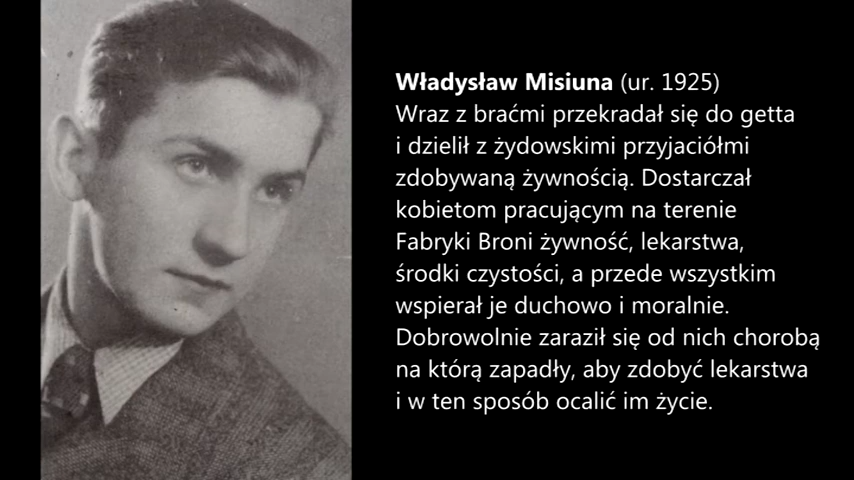 Władysław Misiuna (ur. 1925)
Wraz z braćmi przekradał się do getta
i dzielił z żydowskimi przyjaciółmi
zdobywaną żywnością. Dostarczał
kobietom pracującym na terenie
Fabryki Broni żywność, lekarstwa,
środki czystości, a przede wszystkim
wspierał je duchowo i moralnie.
Dobrowolnie zaraził się od nich chorobą
na którą zapadły, aby zdobyć lekarstwa
i w ten sposób ocalić im życie.